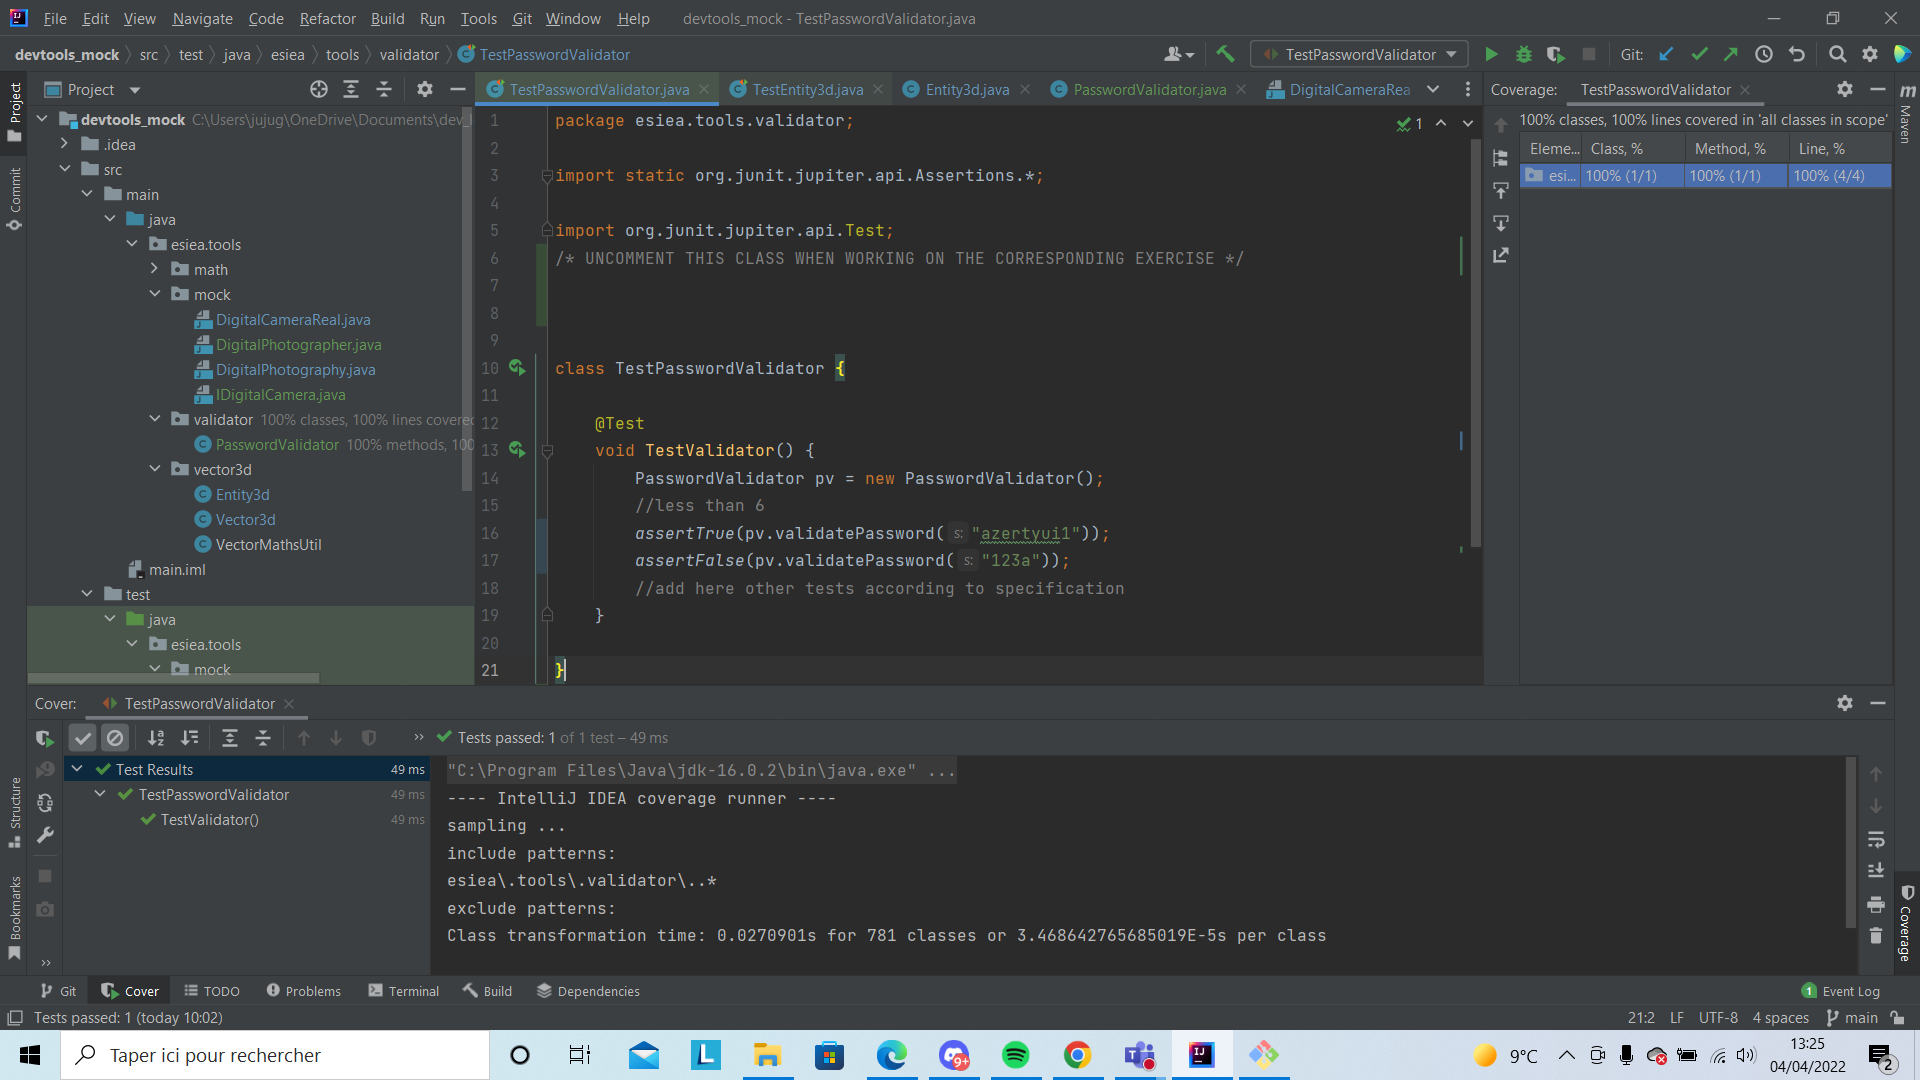 File Edit View Navigate Code Refactor Build Run Tools Git Window Help devtools_mock - TestPasswordValidator.java
devtools_mock src test java esiea tools validator TestPasswordValidator
TestPasswordValidator
Git:
Project
TestPasswordValidator.java TestEntity3d.java Entity3d.java PasswordValidator.java DigitalCameraRea
Coverage: TestPasswordValidator
Project
Commit
Structure
Bookmarks
devtools_mock C:\Users\jujug\OneDrive\Documents\dev_
.idea
src
main
java
esiea.tools
math
mock
DigitalCameraReal.java
DigitalPhotographer.java
DigitalPhotography.java
IDigitalCamera.java
validator 100% classes, 100% lines covered
PasswordValidator 100% methods, 100
vector3d
Entity3d
Vector3d
VectorMathsUtil
main.iml
test
java
esiea.tools
mock
1 package esiea.tools.validator;
2
3 import static org.junit.jupiter.api.Assertions.*;
4
5 import org.junit.jupiter.api.Test;
6 /* UNCOMMENT THIS CLASS WHEN WORKING ON THE CORRESPONDING EXERCISE */
7
8
9
10 class TestPasswordValidator {
11
12 @Test
13 void TestValidator() {
14 PasswordValidator pv = new PasswordValidator();
15 //less than 6
16 assertTrue(pv.validatePassword( s: "azertyui1"));
17 assertFalse(pv.validatePassword( s: "123a"));
18 //add here other tests according to specification
19 }
20
21 }
1
100% classes, 100% lines covered in 'all classes in scope'
Eleme... Class, % Method, % Line, %
esi... 100% (1/1) 100% (1/1) 100% (4/4)
Maven
Coverage
Cover: TestPasswordValidator
Tests passed: 1 of 1 test – 49 ms
Test Results 49 ms
TestPasswordValidator 49 ms
TestValidator() 49 ms
"C:\Program Files\Java\jdk-16.0.2\bin\java.exe" ...
---- IntelliJ IDEA coverage runner ----
sampling ...
include patterns:
esiea\.tools\.validator\..*
exclude patterns:
Class transformation time: 0.0270901s for 781 classes or 3.468642765685019E-5s per class
Git Cover TODO Problems Terminal Build Dependencies 1 Event Log
Tests passed: 1 (today 10:02) 21:2 LF UTF-8 4 spaces main
Taper ici pour rechercher
9+
9°C
13:25
04/04/2022
2